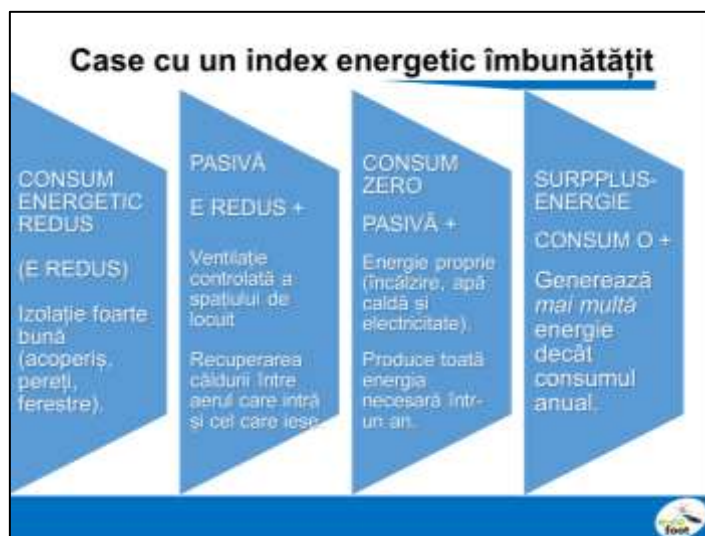 Case cu un index energetic îmbunătățit
CONSUM
ENERGETIC
REDUS
(E REDUS)
Izolație foarte
bună
(acoperiș,
pereți,
ferestre).
PASIVĂ
E REDUS +
Ventilație
controlată a
spațiului de
locuit
Recuperarea
căldurii între
aerul care intră
și cel care iese.
CONSUM
ZERO
PASIVĂ +
Energie proprie
(încălzire, apă
caldă și
electricitate).
Produce toată
energia
necesară într-
un an.
SURPPLUS-
ENERGIE
CONSUM O +
Generează
mai multă
energie
decât
consumul
anual.
foot